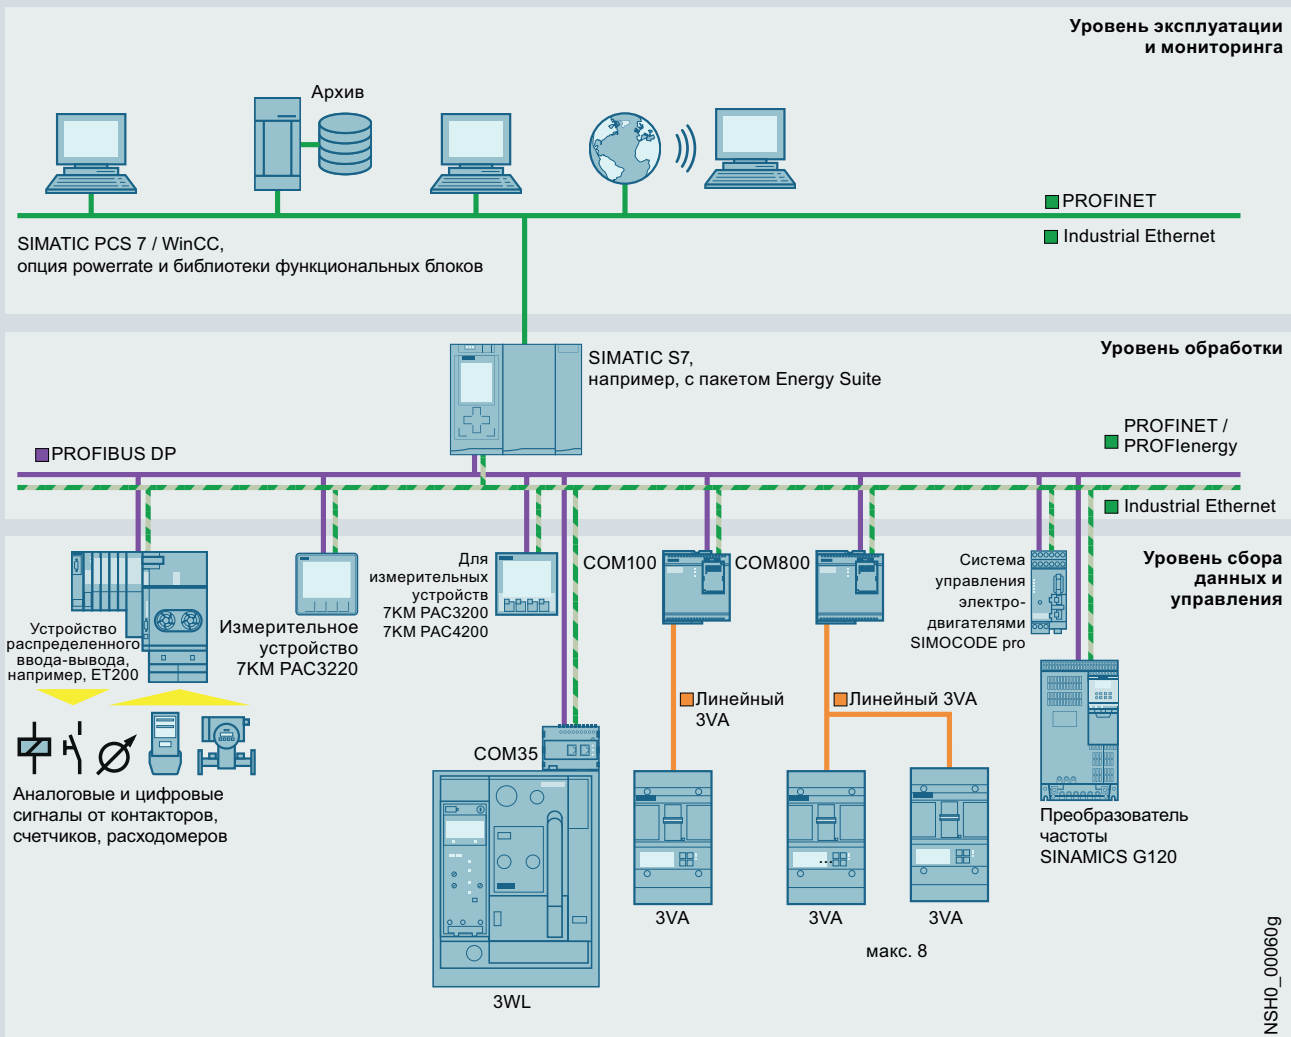 Уровень эксплуатации
и мониторинга
Архив
PROFINET
Industrial Ethernet
SIMATIC PCS 7 / WinCC,
опция powerrate и библиотеки функциональных блоков
Уровень обработки
SIMATIC S7,
например, с пакетом Energy Suite
PROFINET /
PROFIenergy
PROFIBUS DP
Industrial Ethernet
Уровень сбора
данных и
управления
Устройство
распределенного
ввода-вывода,
например, ET200
Измерительное
устройство
7KM PAC3220
Для
измерительных
устройств
7KM PAC3200
7KM PAC4200
COM100
COM800
Система
управления
электро-
двигателями
SIMOCODE pro
Линейный
3VA
Линейный 3VA
COM35
Аналоговые и цифровые
сигналы от контакторов,
счетчиков, расходомеров
Преобразователь
частоты
SINAMICS G120
3VA
3VA
3VA
макс. 8
3WL
NSH0_00060g